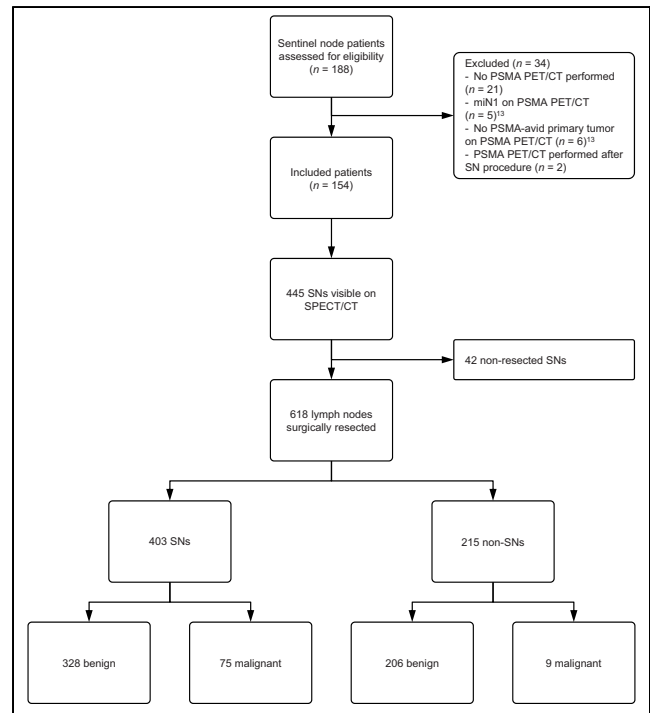 Sentinel node patients
assessed for eligibility
(n = 188)
Excluded (n = 34)
- No PSMA PET/CT performed
(n = 21)
- miN1 on PSMA PET/CT
(n = 5)¹³
- No PSMA-avid primary tumor
on PSMA PET/CT (n = 6)¹³
- PSMA PET/CT performed after
SN procedure (n = 2)
Included patients
(n = 154)
445 SNs visible on
SPECT/CT
42 non-resected SNs
618 lymph nodes
surgically resected
403 SNs
215 non-SNs
328 benign
75 malignant
206 benign
9 malignant